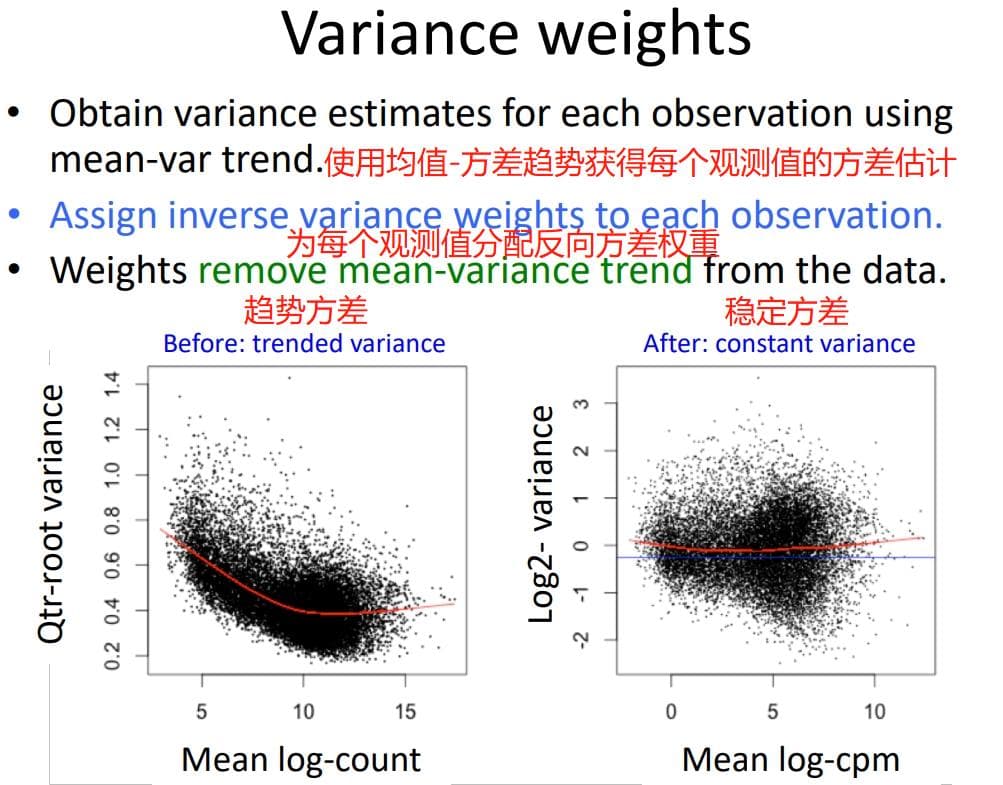 Variance weights
• Obtain variance estimates for each observation using
mean-var trend.使用均值-方差趋势获得每个观测值的方差估计
• Assign inverse variance weights to each observation.
为每个观测值分配反向方差权重
• Weights remove mean-variance trend from the data.
趋势方差
稳定方差
Before: trended variance
After: constant variance
Qtr-root variance
1.4
1.2
1.0
0.8
0.6
0.4
0.2
5 10 15
Mean log-count
Log2- variance
3
2
1
0
-1
-2
0 5 10
Mean log-cpm